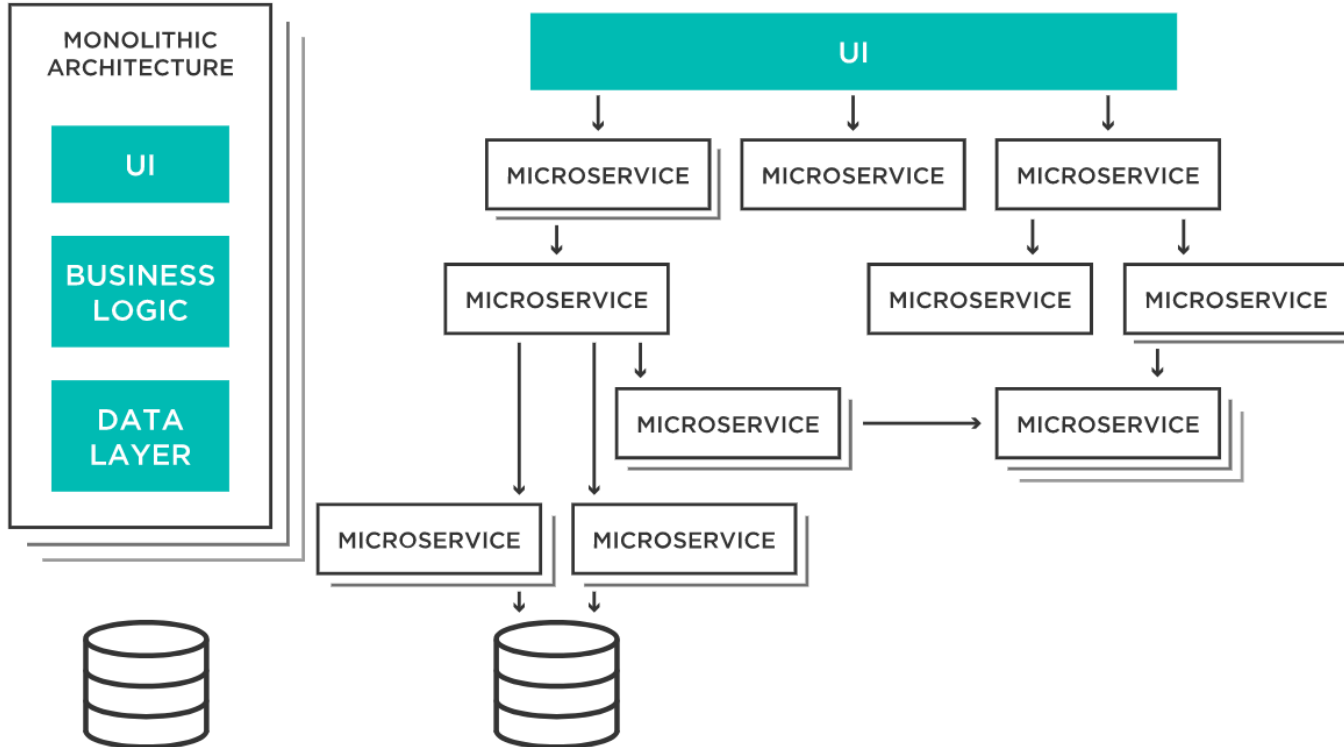 MONOLITHIC
ARCHITECTURE
UI
BUSINESS
LOGIC
DATA
LAYER
UI
MICROSERVICE
MICROSERVICE
MICROSERVICE
MICROSERVICE
MICROSERVICE
MICROSERVICE
MICROSERVICE
MICROSERVICE
MICROSERVICE
MICROSERVICE